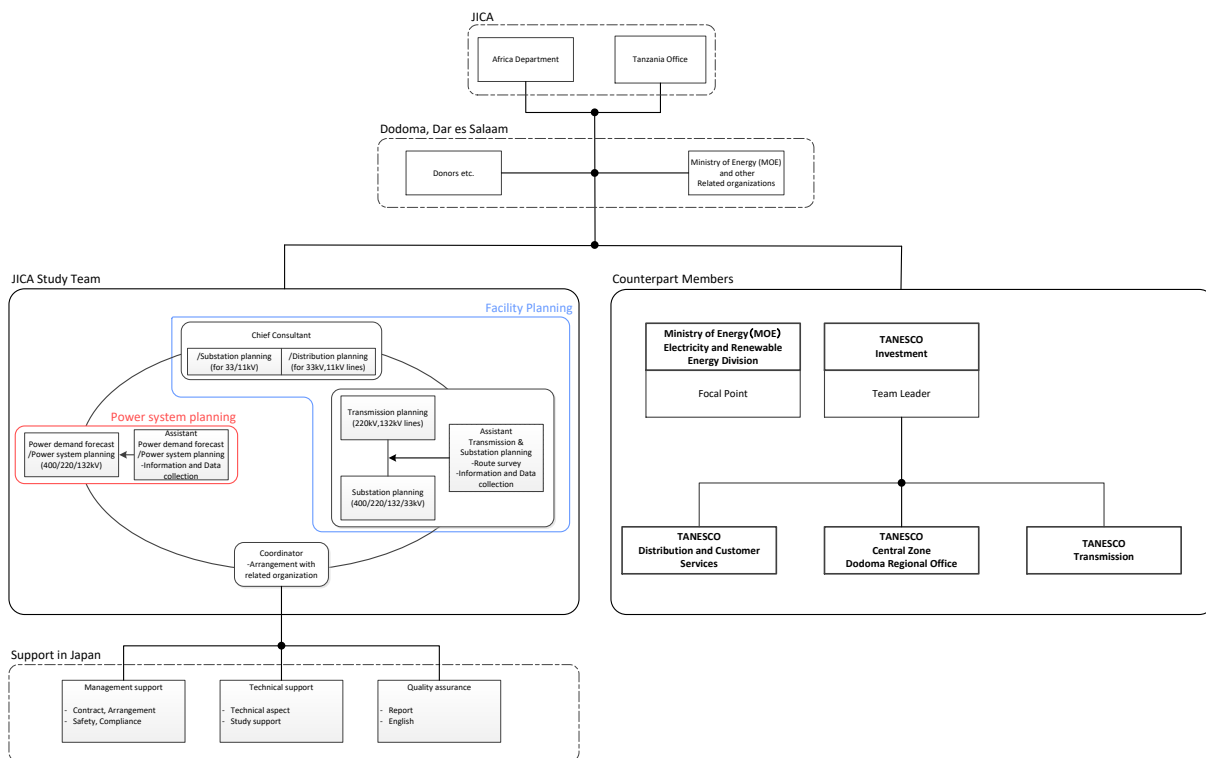 JICA
Africa Department
Tanzania Office
Dodoma, Dar es Salaam
Donors etc.
Ministry of Energy (MOE)
and other
Related organizations
JICA Study Team
Facility Planning
Chief Consultant
/Substation planning
(for 33/11kV)
/Distribution planning
(for 33kV,11kV lines)
Power system planning
Power demand forecast
/Power system planning
(400/220/132kV)
Assistant
Power demand forecast
/Power system planning
-Information and Data
collection
Transmission planning
(220kV,132kV lines)
Assistant
Transmission &
Substation planning
-Route survey
-Information and Data
collection
Substation planning
(400/220/132/33kV)
Coordinator
-Arrangement with
related organization
Counterpart Members
Ministry of Energy(MOE)
Electricity and Renewable
Energy Division
Focal Point
TANESCO
Investment
Team Leader
TANESCO
Distribution and Customer
Services
TANESCO
Central Zone
Dodoma Regional Office
TANESCO
Transmission
Support in Japan
Management support
- Contract, Arrangement
- Safety, Compliance
Technical support
- Technical aspect
- Study support
Quality assurance
- Report
- English